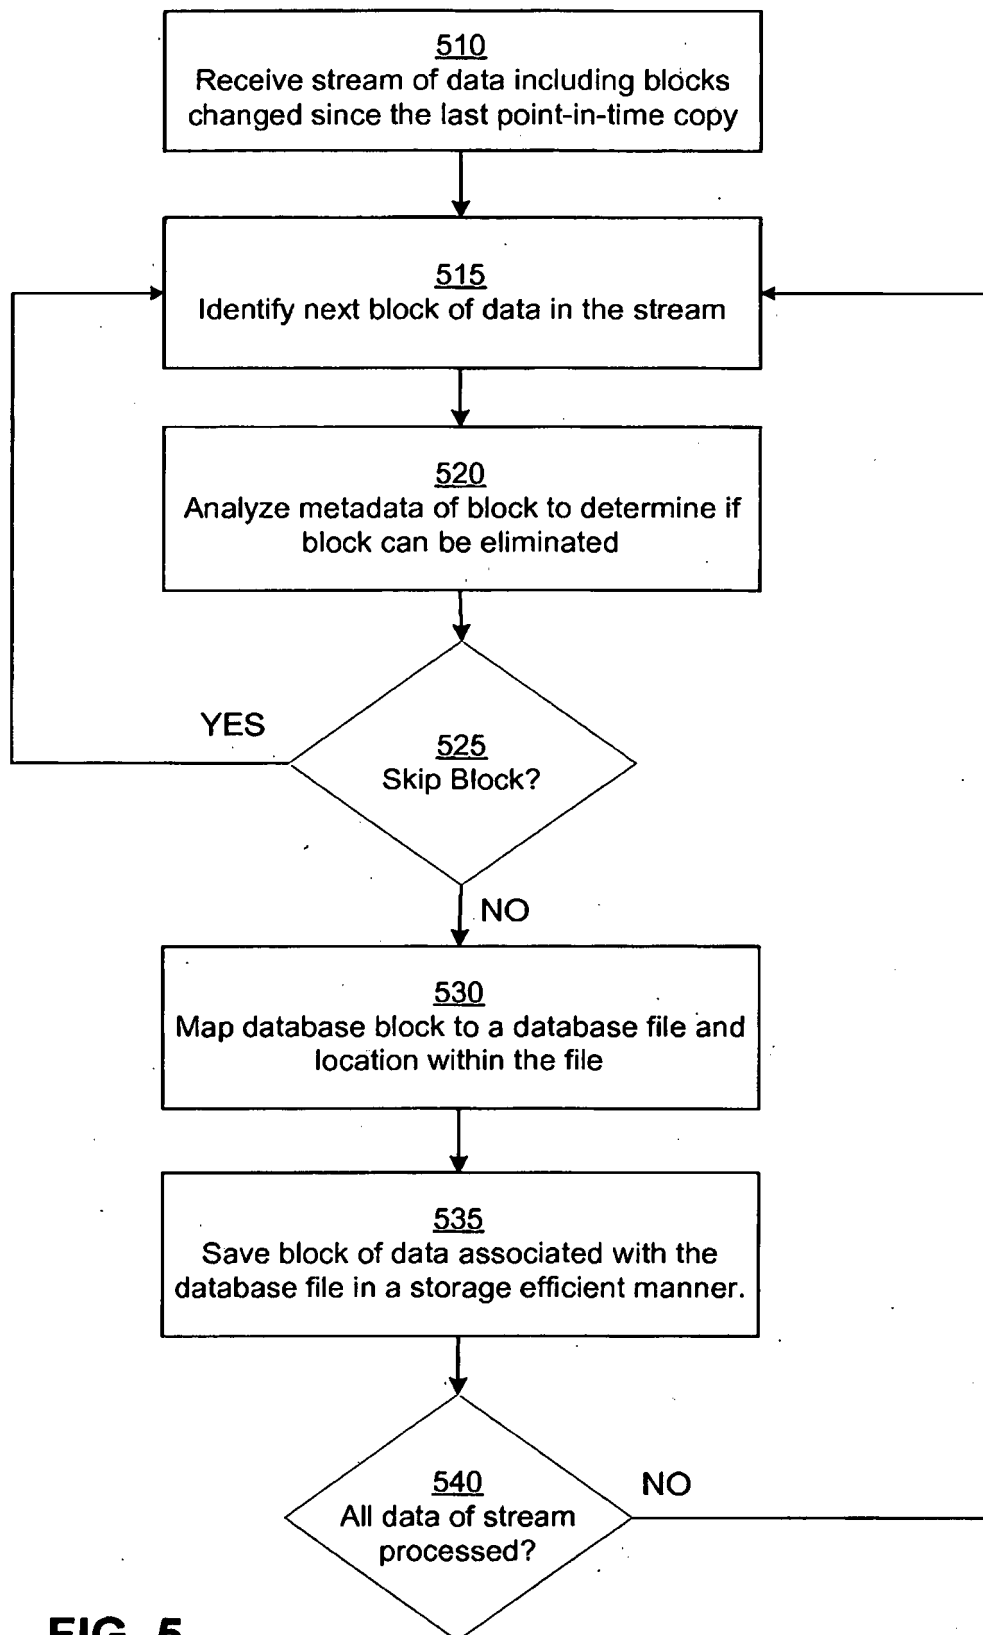 510
Receive stream of data including blocks
changed since the last point-in-time copy
515
Identify next block of data in the stream
520
Analyze metadata of block to determine if
block can be eliminated
YES
525
Skip Block?
NO
530
Map database block to a database file and
location within the file
535
Save block of data associated with the
database file in a storage efficient manner.
540
All data of stream
processed?
NO
FIG. 5